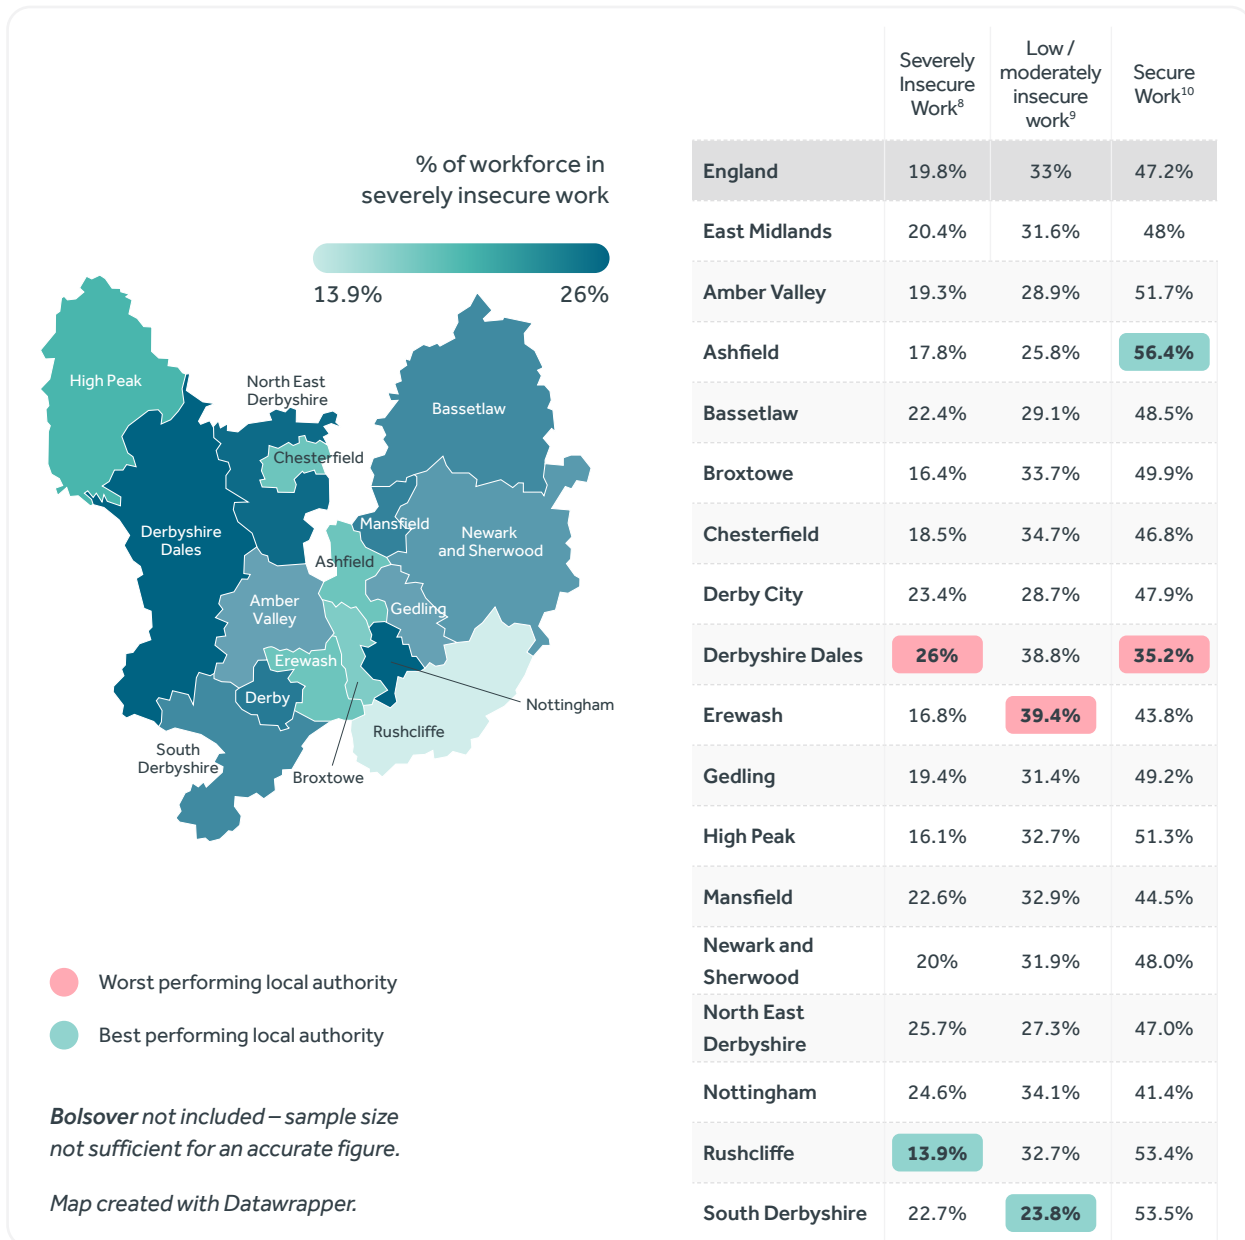 % of workforce in
severely insecure work
13.9% 26%
High Peak
North East
Derbyshire
Chesterfield
Bassetlaw
Derbyshire
Dales
Mansfield
Newark
and Sherwood
Ashfield
Amber
Valley
Gedling
Erewash
Derby
Nottingham
Rushcliffe
South
Derbyshire
Broxtowe
Worst performing local authority
Best performing local authority
Bolsover not included – sample size
not sufficient for an accurate figure.
Map created with Datawrapper.
Severely
Insecure
Work⁸
Low /
moderately
insecure
work⁹
Secure
Work¹⁰
England 19.8% 33% 47.2%
East Midlands 20.4% 31.6% 48%
Amber Valley 19.3% 28.9% 51.7%
Ashfield 17.8% 25.8% 56.4%
Bassetlaw 22.4% 29.1% 48.5%
Broxtowe 16.4% 33.7% 49.9%
Chesterfield 18.5% 34.7% 46.8%
Derby City 23.4% 28.7% 47.9%
Derbyshire Dales 26% 38.8% 35.2%
Erewash 16.8% 39.4% 43.8%
Gedling 19.4% 31.4% 49.2%
High Peak 16.1% 32.7% 51.3%
Mansfield 22.6% 32.9% 44.5%
Newark and
Sherwood 20% 31.9% 48.0%
North East
Derbyshire 25.7% 27.3% 47.0%
Nottingham 24.6% 34.1% 41.4%
Rushcliffe 13.9% 32.7% 53.4%
South Derbyshire 22.7% 23.8% 53.5%